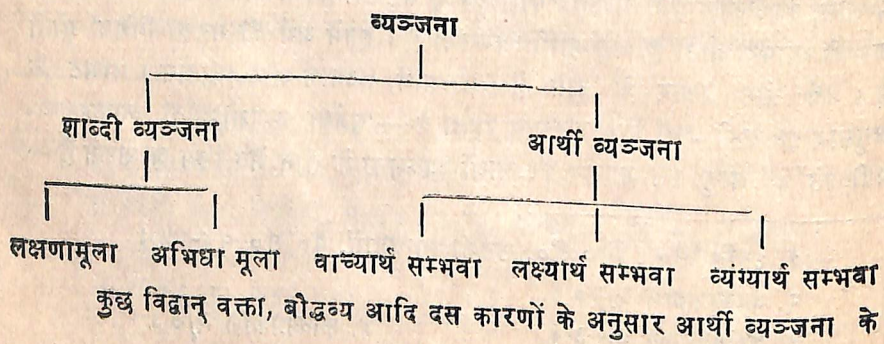 व्यञ्जना
शाब्दी व्यञ्जना आर्थी व्यञ्जना
लक्षणामूला अभिधा मूला वाच्यार्थ सम्भवा लक्ष्यार्थ सम्भवा व्यंग्यार्थ सम्भवा
कुछ विद्वान् वक्ता, बौद्धव्य आदि दस कारणों के अनुसार आर्थी व्यञ्जना के